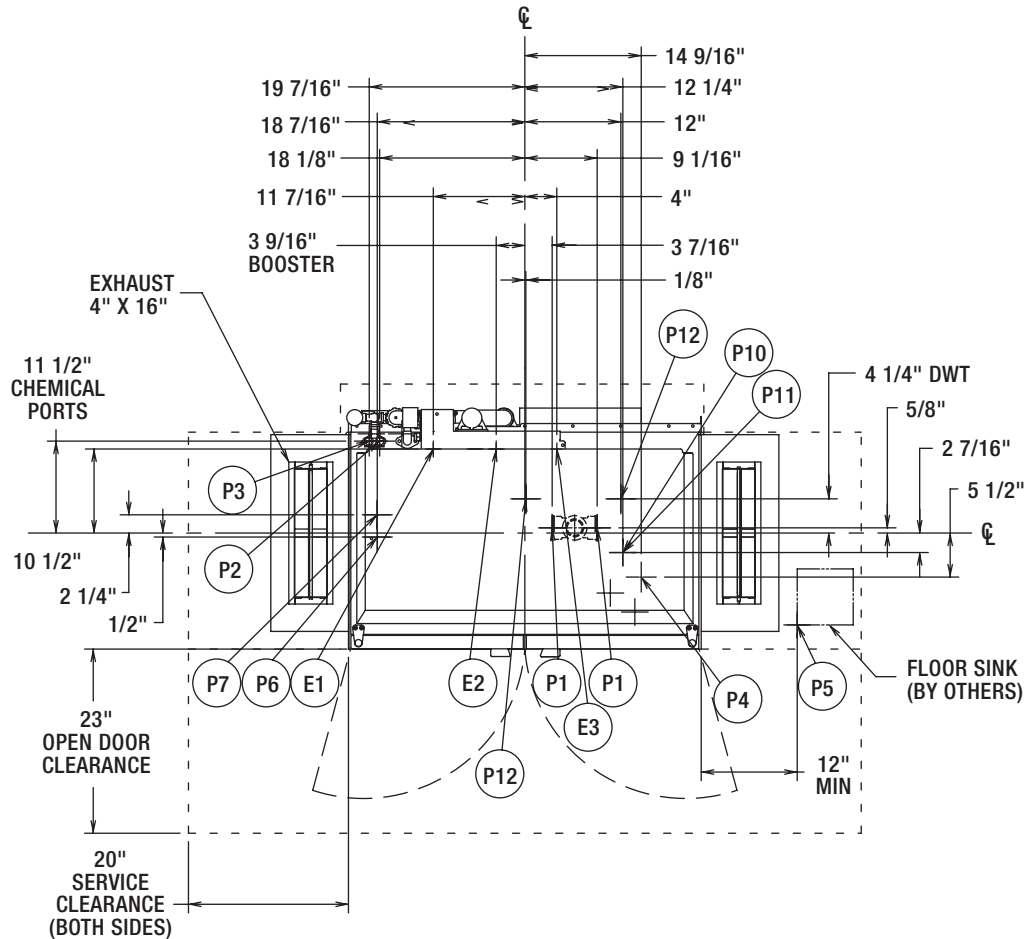 ℄
14 9/16"
19 7/16"
12 1/4"
18 7/16"
12"
18 1/8"
9 1/16"
11 7/16"
4"
3 9/16"
BOOSTER
3 7/16"
1/8"
EXHAUST
4" X 16"
P12
P10
P11
11 1/2"
CHEMICAL
PORTS
4 1/4" DWT
5/8"
2 7/16"
5 1/2"
P3
℄
10 1/2"
P2
2 1/4"
1/2"
P7
P6
E1
E2
P1
P1
P4
P5
FLOOR SINK
(BY OTHERS)
E3
23"
OPEN DOOR
CLEARANCE
P12
12"
MIN
20"
SERVICE
CLEARANCE
(BOTH SIDES)